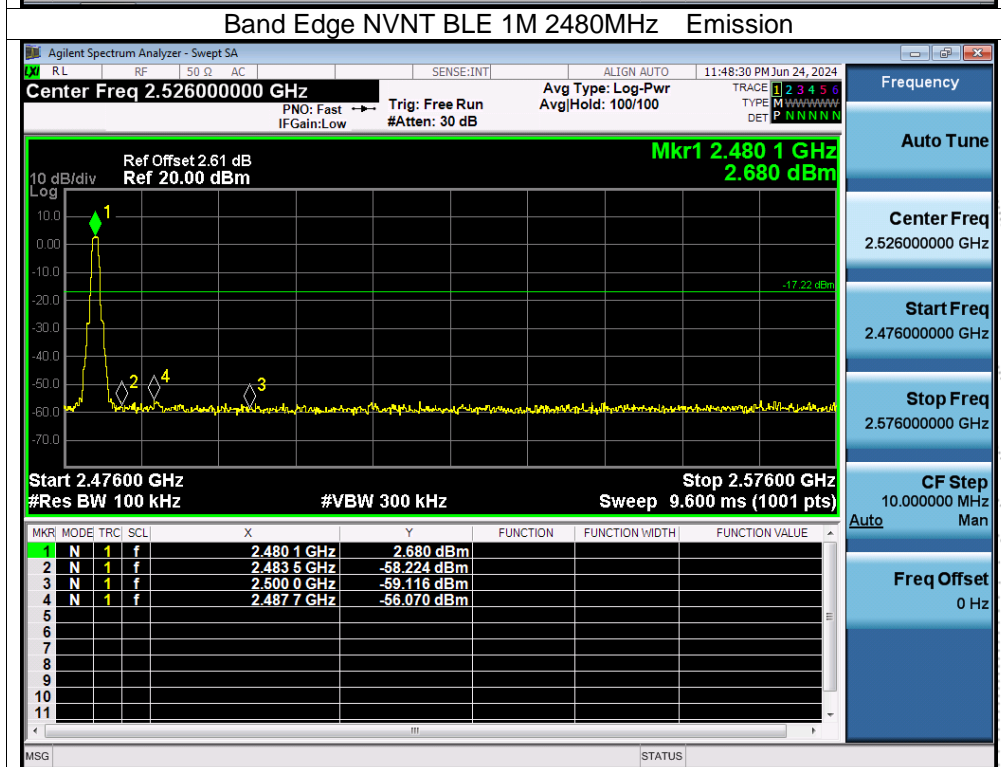 Band Edge NVNT BLE 1M 2480MHz Emission
Agilent Spectrum Analyzer - Swept SA
LXI RL RF 50 Ω AC SENSE:INT ALIGN AUTO 11:48:30 PM Jun 24, 2024
Center Freq 2.526000000 GHz
PNO: Fast
IFGain:Low
Trig: Free Run
#Atten: 30 dB
Avg Type: Log-Pwr
Avg|Hold: 100/100
TRACE 1 2 3 4 5 6
TYPE M WWWWW
DET P N N N N N
Ref Offset 2.61 dB
Ref 20.00 dBm
10 dB/div
Log
Mkr1 2.480 1 GHz
2.680 dBm
10.0
0.00
-10.0
-20.0
-30.0
-40.0
-50.0
-60.0
-70.0
1
-17.22 dBm
2
4
3
Start 2.47600 GHz
Stop 2.57600 GHz
#Res BW 100 kHz
#VBW 300 kHz
Sweep 9.600 ms (1001 pts)
MKR MODE TRC SCL X Y FUNCTION FUNCTION WIDTH FUNCTION VALUE
1 N 1 f 2.480 1 GHz 2.680 dBm
2 N 1 f 2.483 5 GHz -58.224 dBm
3 N 1 f 2.500 0 GHz -59.116 dBm
4 N 1 f 2.487 7 GHz -56.070 dBm
5
6
7
8
9
10
11
MSG
STATUS
Frequency
Auto Tune
Center Freq
2.526000000 GHz
Start Freq
2.476000000 GHz
Stop Freq
2.576000000 GHz
CF Step
10.000000 MHz
Auto Man
Freq Offset
0 Hz